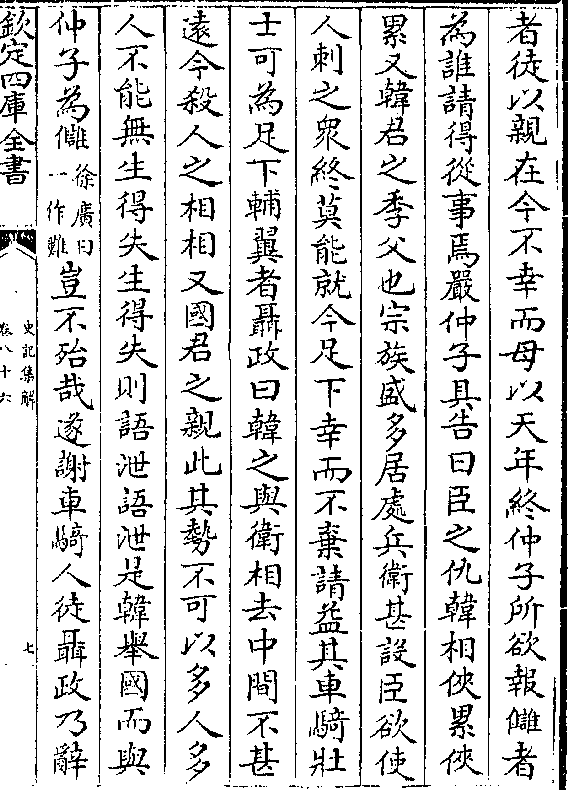 者徒以親在今不幸而母以天年終仲子所欲報讎者
為誰請得從事焉嚴仲子具告曰臣之仇韓相俠累俠
累又韓君之季父也宗族盛多居處兵衛甚設臣欲使
人刺之衆終莫能就今足下幸而不棄請益其車騎壯
士可為足下輔翼者聶政曰韓之與衛相去中間不甚
遠今殺人之相相又國君之親此其勢不可以多人多
人不能無生得失生得失則語泄語泄是韓舉國而與
仲子為讎徐廣曰一作難豈不殆哉遂謝車騎人徒聶政乃辭
欽定四庫全書
史記集解
卷八十六
七